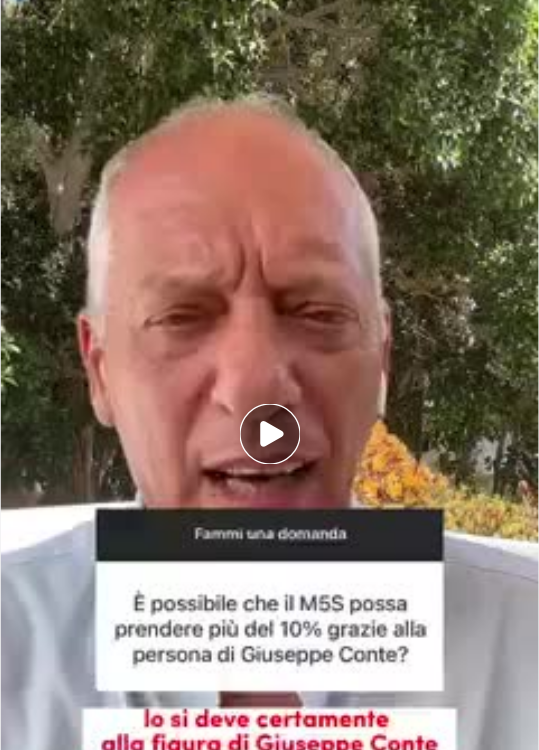 Fammi una domanda
È possibile che il M5S possa
prendere più del 10% grazie alla
persona di Giuseppe Conte?
lo si deve certamente
alla figura di Giuseppe Conte